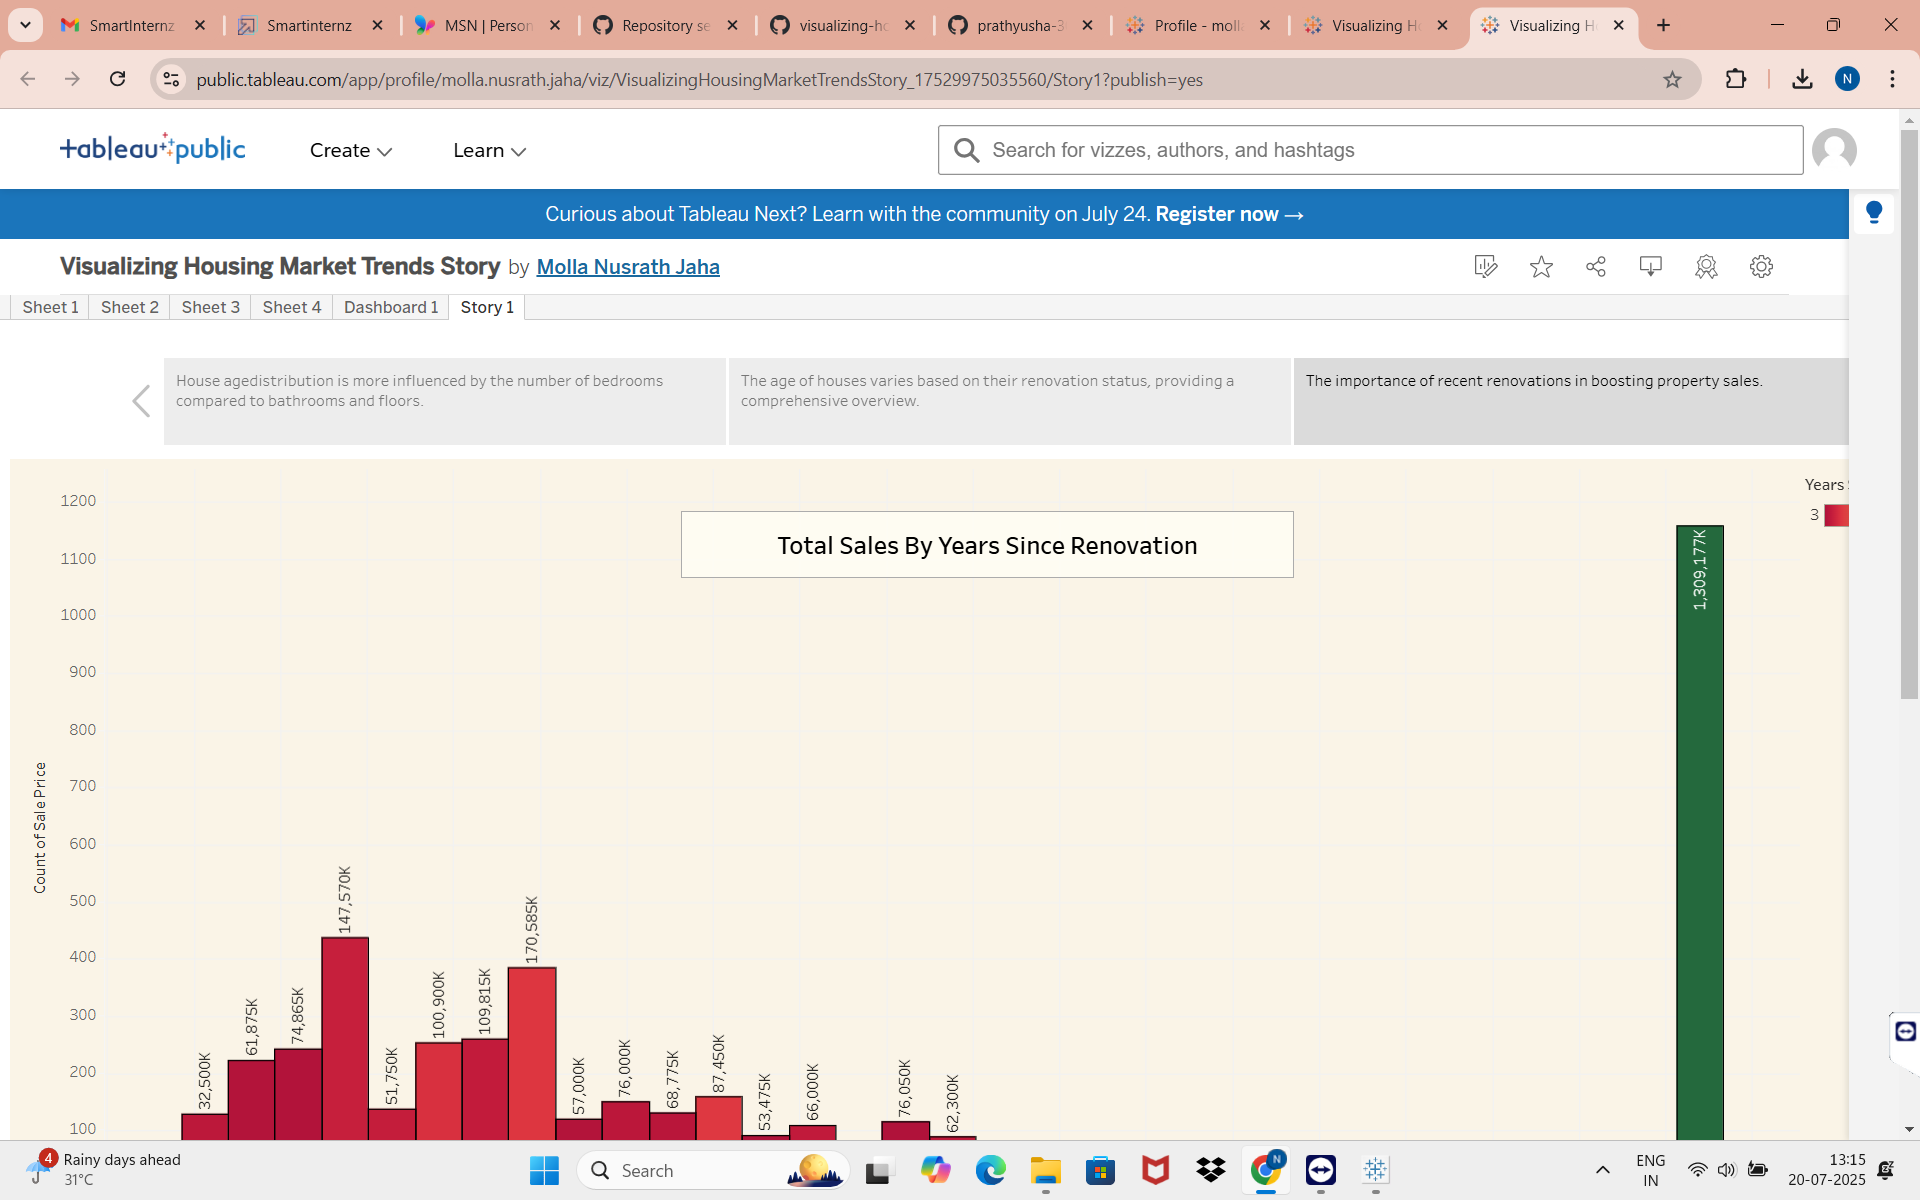 SmartInternz
Smartinternz
MSN | Person
Repository se
visualizing-ho
prathyusha-3
Profile - moll
Visualizing H
Visualizing H
public.tableau.com/app/profile/molla.nusrath.jaha/viz/VisualizingHousingMarketTrendsStory_17529975035560/Story1?publish=yes
N
tableau public
Create
Learn
Search for vizzes, authors, and hashtags
Curious about Tableau Next? Learn with the community on July 24. Register now →
Visualizing Housing Market Trends Story by Molla Nusrath Jaha
Sheet 1
Sheet 2
Sheet 3
Sheet 4
Dashboard 1
Story 1
House agedistribution is more influenced by the number of bedrooms
compared to bathrooms and floors.
The age of houses varies based on their renovation status, providing a
comprehensive overview.
The importance of recent renovations in boosting property sales.
Years
3
Total Sales By Years Since Renovation
Count of Sale Price
1200
1100
1000
900
800
700
600
500
400
300
200
100
32,500K
61,875K
74,865K
147,570K
51,750K
100,900K
109,815K
170,585K
57,000K
76,000K
68,775K
87,450K
53,475K
66,000K
76,050K
62,300K
1,309,177K
4
Rainy days ahead
31°C
Search
N
ENG
IN
13:15
20-07-2025